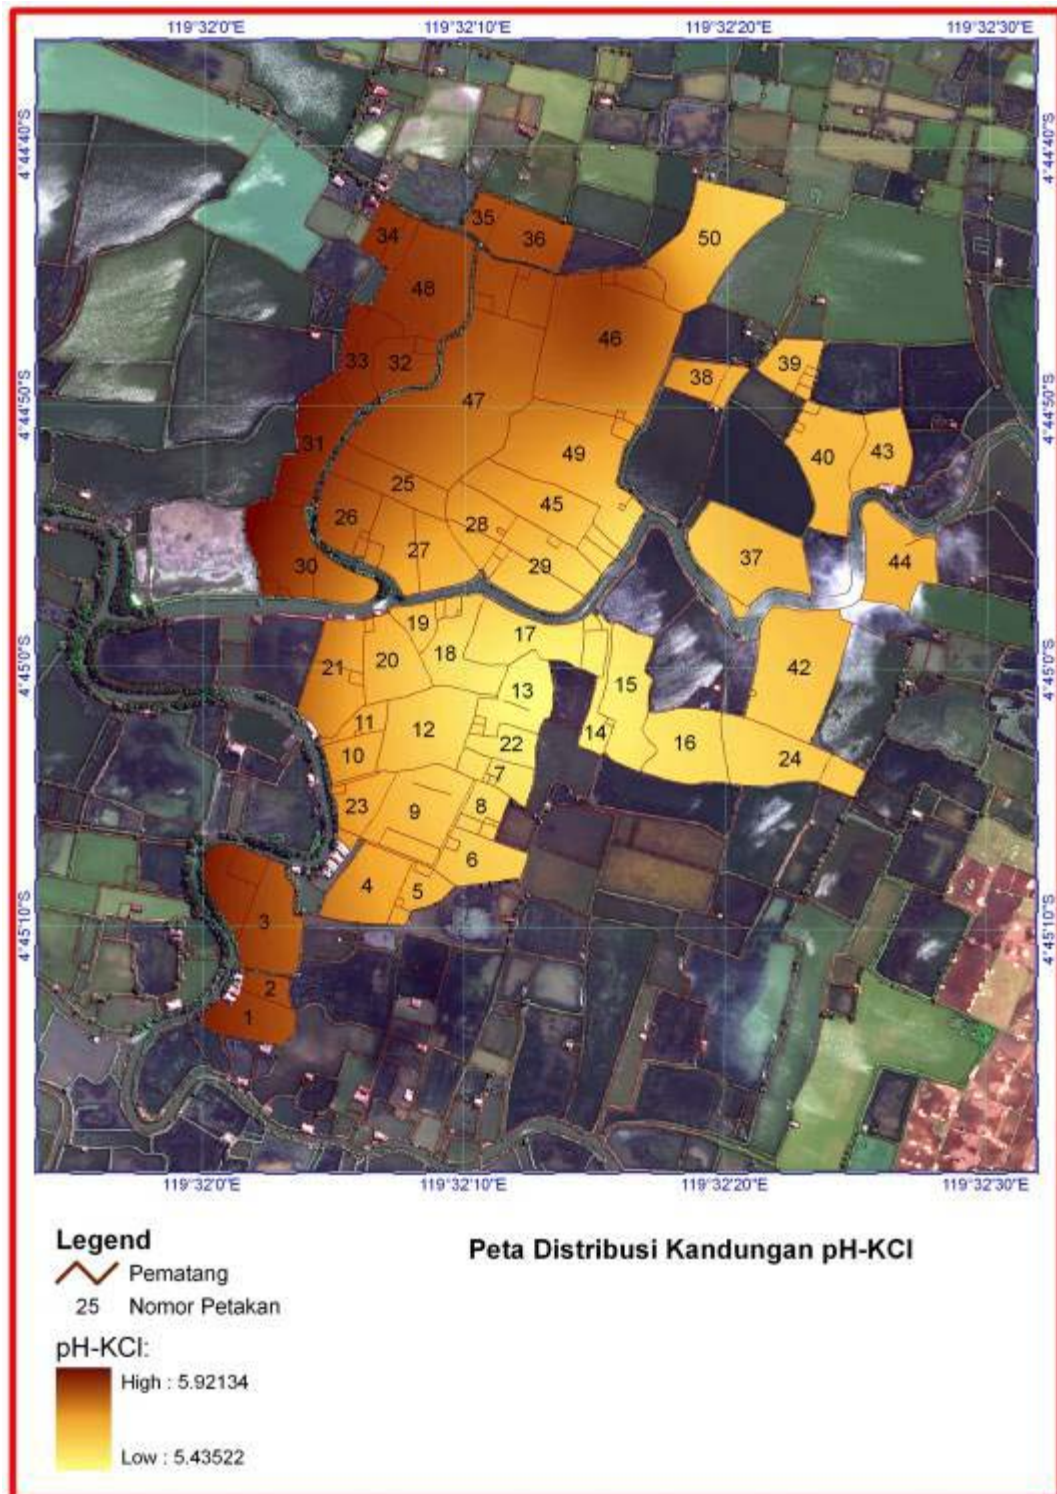 119°32'0"E 119°32'10"E 119°32'20"E 119°32'30"E
4°44'40"S 4°44'40"S
35
34 36 50
48
46
33 32 39
38
4°44'50"S 47 4°44'50"S
31 49 40 43
25
45
26 28
27 29 37 44
30
19 17
20 18
4°45'0"S 21 4°45'0"S
13 15 42
11 12 14
10 22 16 24
7
23 9 8
6
4 5
3
4°45'10"S 4°45'10"S
2
1
119°32'0"E 119°32'10"E 119°32'20"E 119°32'30"E
Legend
Peta Distribusi Kandungan pH-KCl
Pematang
25 Nomor Petakan
pH-KCl:
High : 5.92134
Low : 5.43522